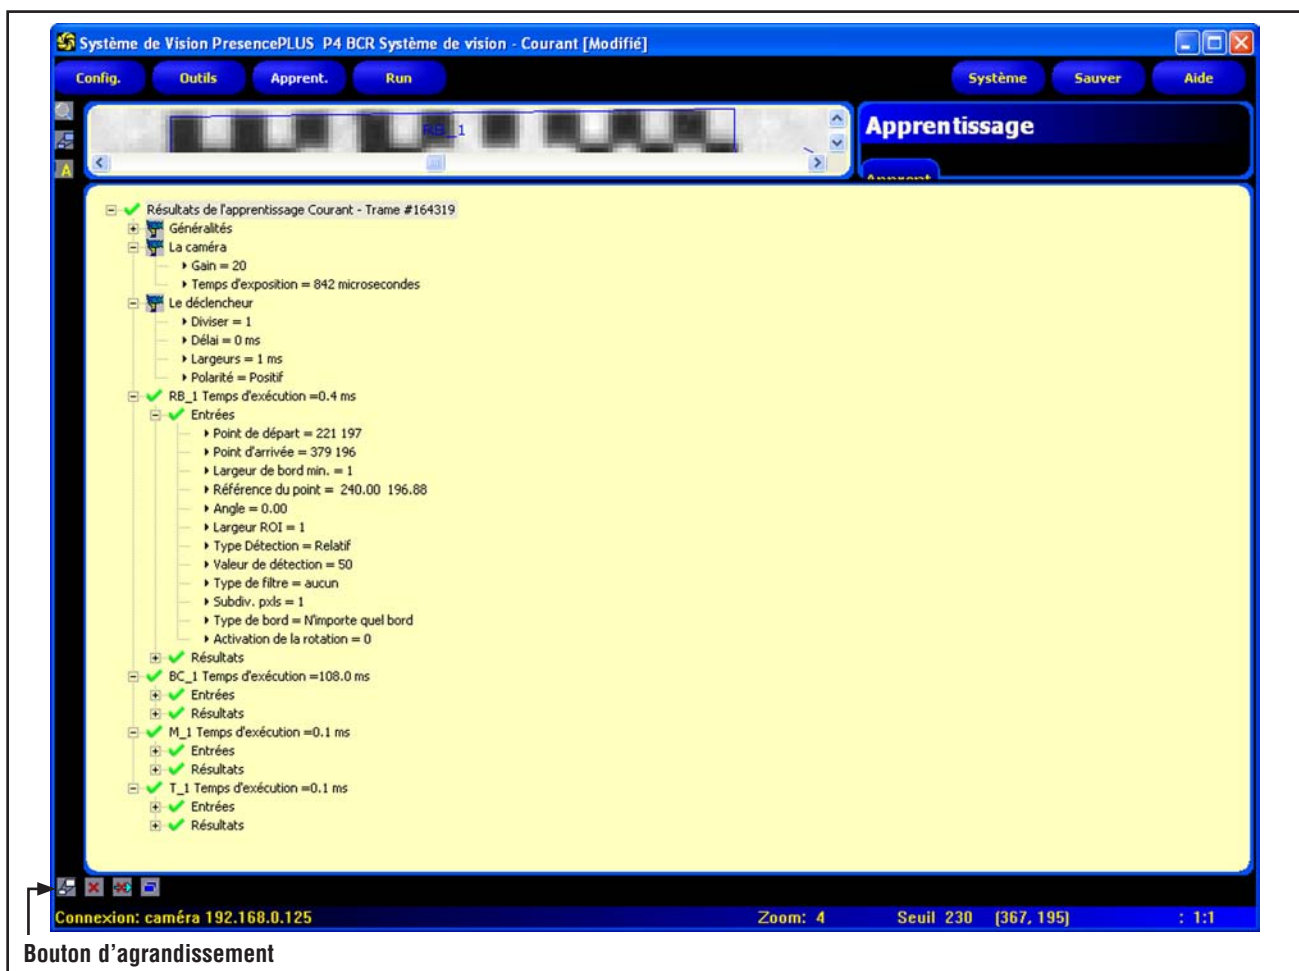 Système de Vision PresencePLUS P4 BCR Système de vision - Courant [Modifié]
Config. Outils Apprent. Run Système Sauver Aide
RB_1
Apprentissage
Apprent
A
Résultats de l'apprentissage Courant - Trame #164319
Généralités
La caméra
Gain = 20
Temps d'exposition = 842 microsecondes
Le déclencheur
Diviser = 1
Délai = 0 ms
Largeurs = 1 ms
Polarité = Positif
RB_1 Temps d'exécution =0.4 ms
Entrées
Point de départ = 221 197
Point d'arrivée = 379 196
Largeur de bord min. = 1
Référence du point = 240.00 196.88
Angle = 0.00
Largeur ROI = 1
Type Détection = Relatif
Valeur de détection = 50
Type de filtre = aucun
Subdiv. pxls = 1
Type de bord = N'importe quel bord
Activation de la rotation = 0
Résultats
BC_1 Temps d'exécution =108.0 ms
Entrées
Résultats
M_1 Temps d'exécution =0.1 ms
Entrées
Résultats
T_1 Temps d'exécution =0.1 ms
Entrées
Résultats
Connexion: caméra 192.168.0.125 Zoom: 4 Seuil 230 (367, 195) : 1:1
Bouton d'agrandissement